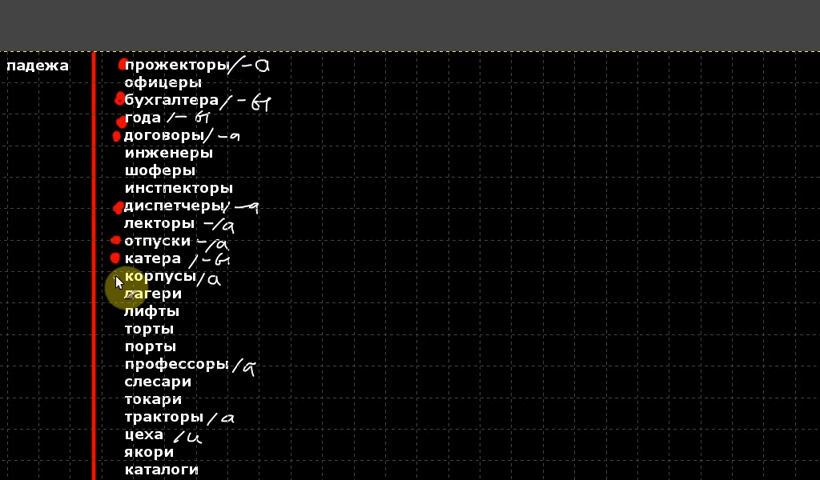 падежа
прожекторы/-а
офицеры
бухгалтера/-ы
года/-ы
договоры/-а
инженеры
шоферы
инстпекторы
диспетчеры/-а
лекторы-/а
отпуски-/а
катера/-ы
корпусы/а
лагери
лифты
торты
порты
профессоры/а
слесари
токари
тракторы/а
цеха/и
якори
каталоги